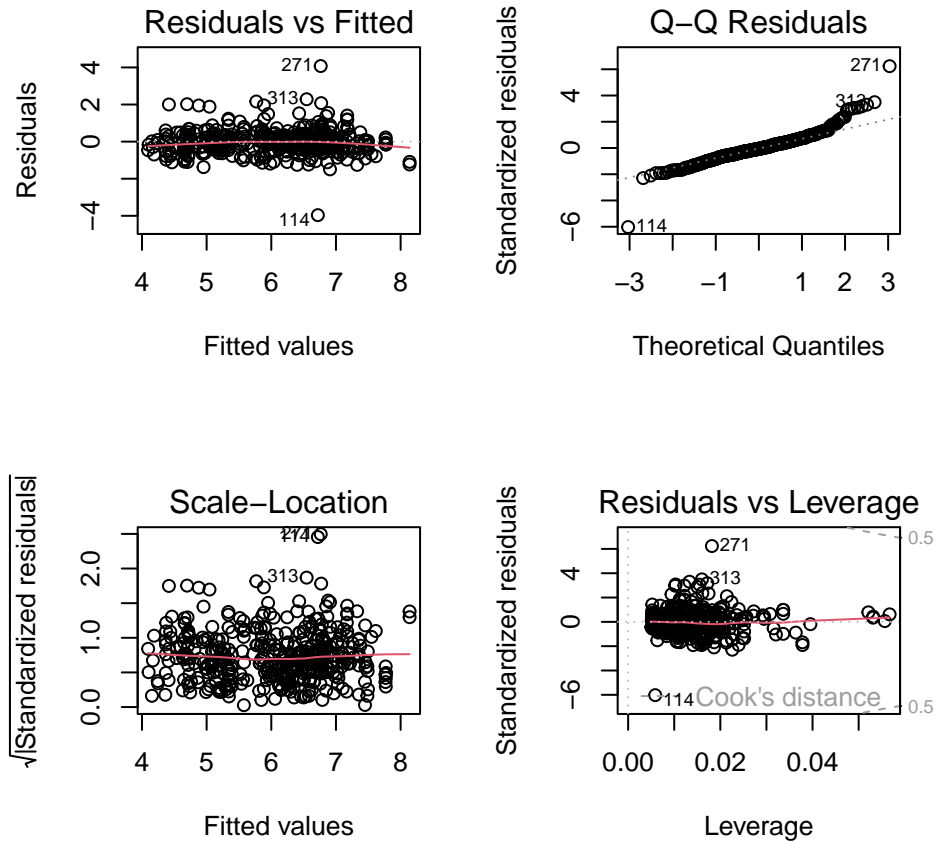 Residuals vs Fitted
Residuals
4
2
0
−4
271
313
114
4 5 6 7 8
Fitted values
Q−Q Residuals
Standardized residuals
4
0
−6
271
313
114
−3 −1 1 2 3
Theoretical Quantiles
Scale−Location
√|Standardized residuals|
2.0
1.0
0.0
313
4 5 6 7 8
Fitted values
Residuals vs Leverage
Standardized residuals
4
0
−6
271
313
114
Cook's distance
0.5
0.5
0.00 0.02 0.04
Leverage